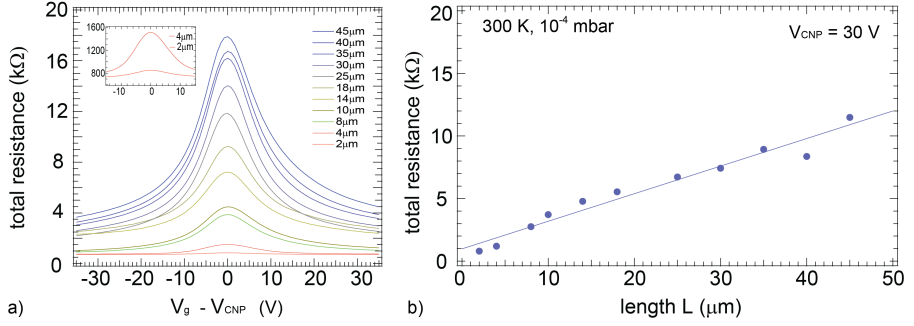 20
16
12
8
4
0
total resistance (kΩ)
1600
1200
800
-10
0
10
4μm
2μm
45μm
40μm
35μm
30μm
25μm
18μm
14μm
10μm
8μm
4μm
2μm
-30
-20
-10
0
10
20
30
a)
Vg - VCNP (V)
20
15
10
5
0
total resistance (kΩ)
300 K, 10⁻⁴ mbar
VCNP = 30 V
0
10
20
30
40
50
b)
length L (μm)